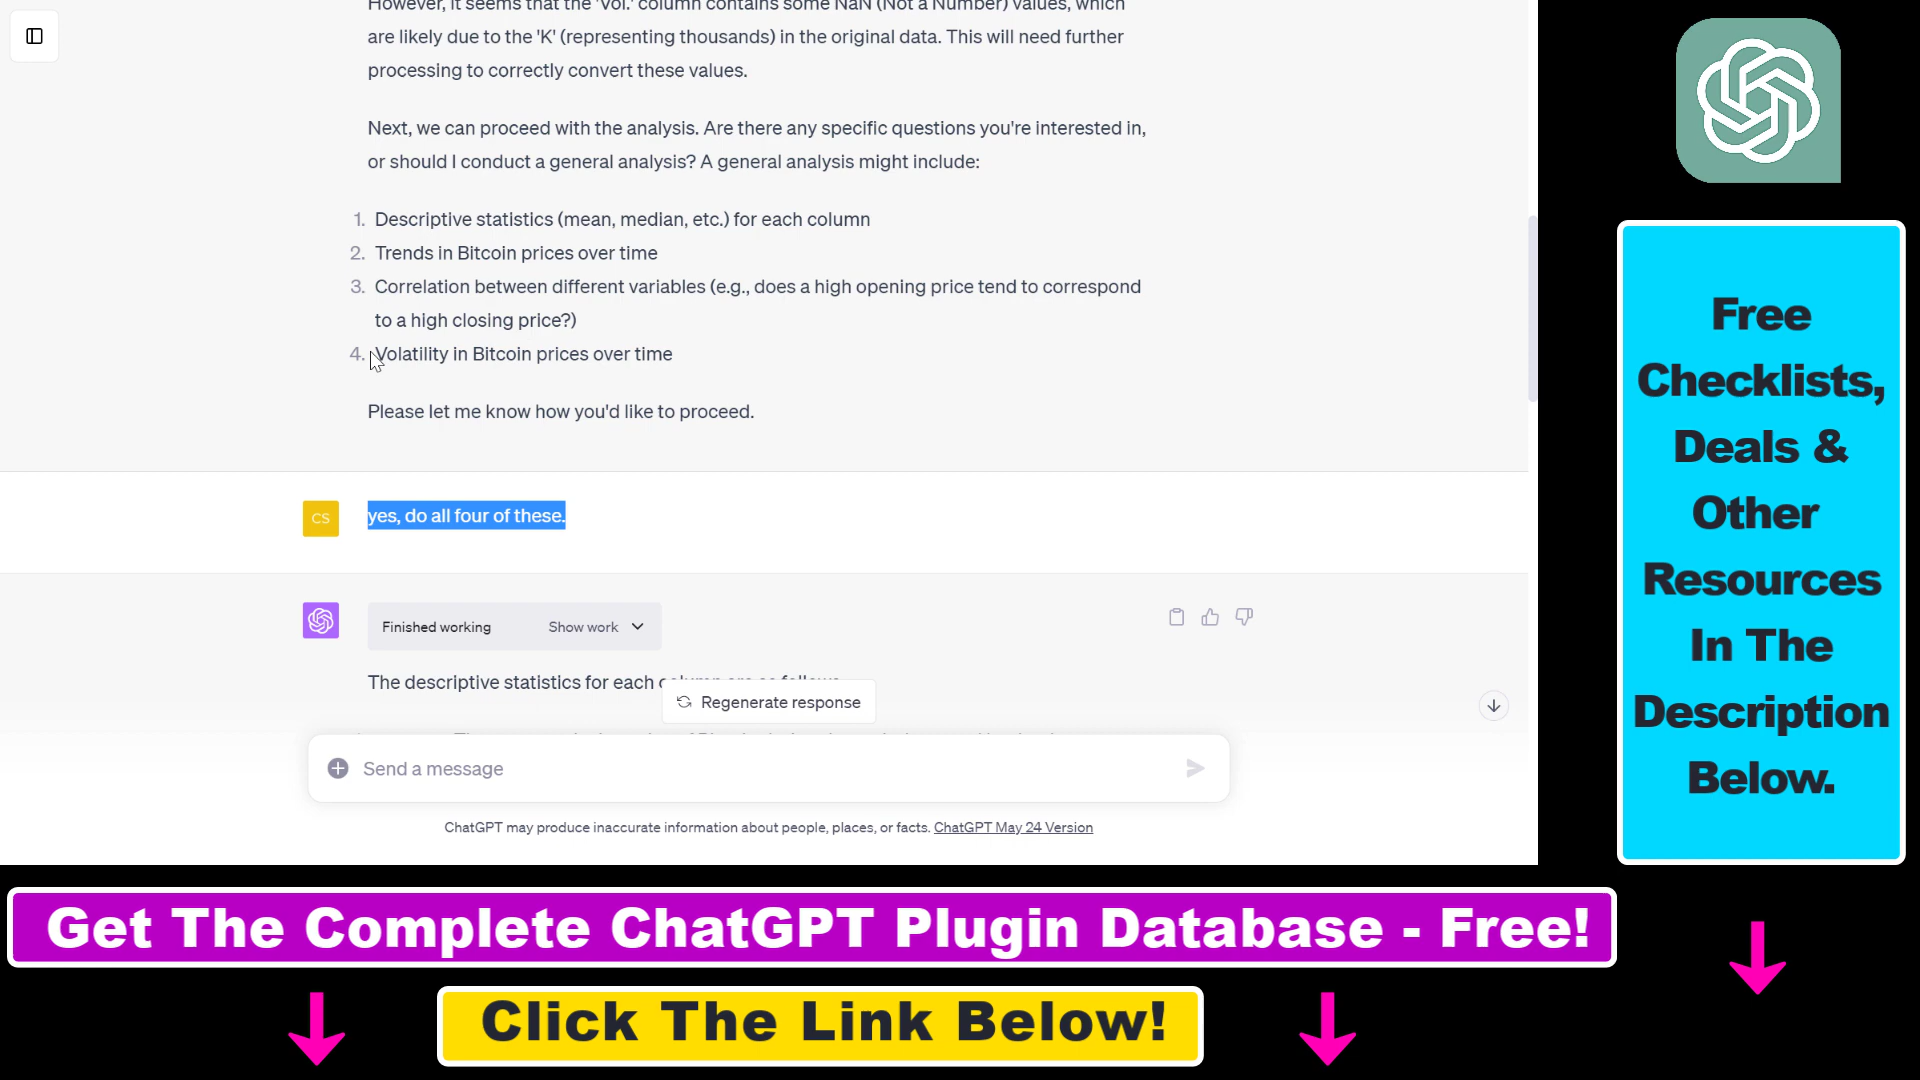 However, it seems that the 'Vol.' column contains some NaN (Not a Number) values, which
are likely due to the 'K' (representing thousands) in the original data. This will need further
processing to correctly convert these values.
Next, we can proceed with the analysis. Are there any specific questions you're interested in,
or should I conduct a general analysis? A general analysis might include:
1. Descriptive statistics (mean, median, etc.) for each column
2. Trends in Bitcoin prices over time
3. Correlation between different variables (e.g., does a high opening price tend to correspond
to a high closing price?)
4. Volatility in Bitcoin prices over time
Please let me know how you'd like to proceed.
CS
yes, do all four of these.
Finished working
Show work
The descriptive statistics for each column are as follows
Regenerate response
Send a message
ChatGPT may produce inaccurate information about people, places, or facts. ChatGPT May 24 Version
Free
Checklists,
Deals &
Other
Resources
In The
Description
Below.
Get The Complete ChatGPT Plugin Database - Free!
Click The Link Below!